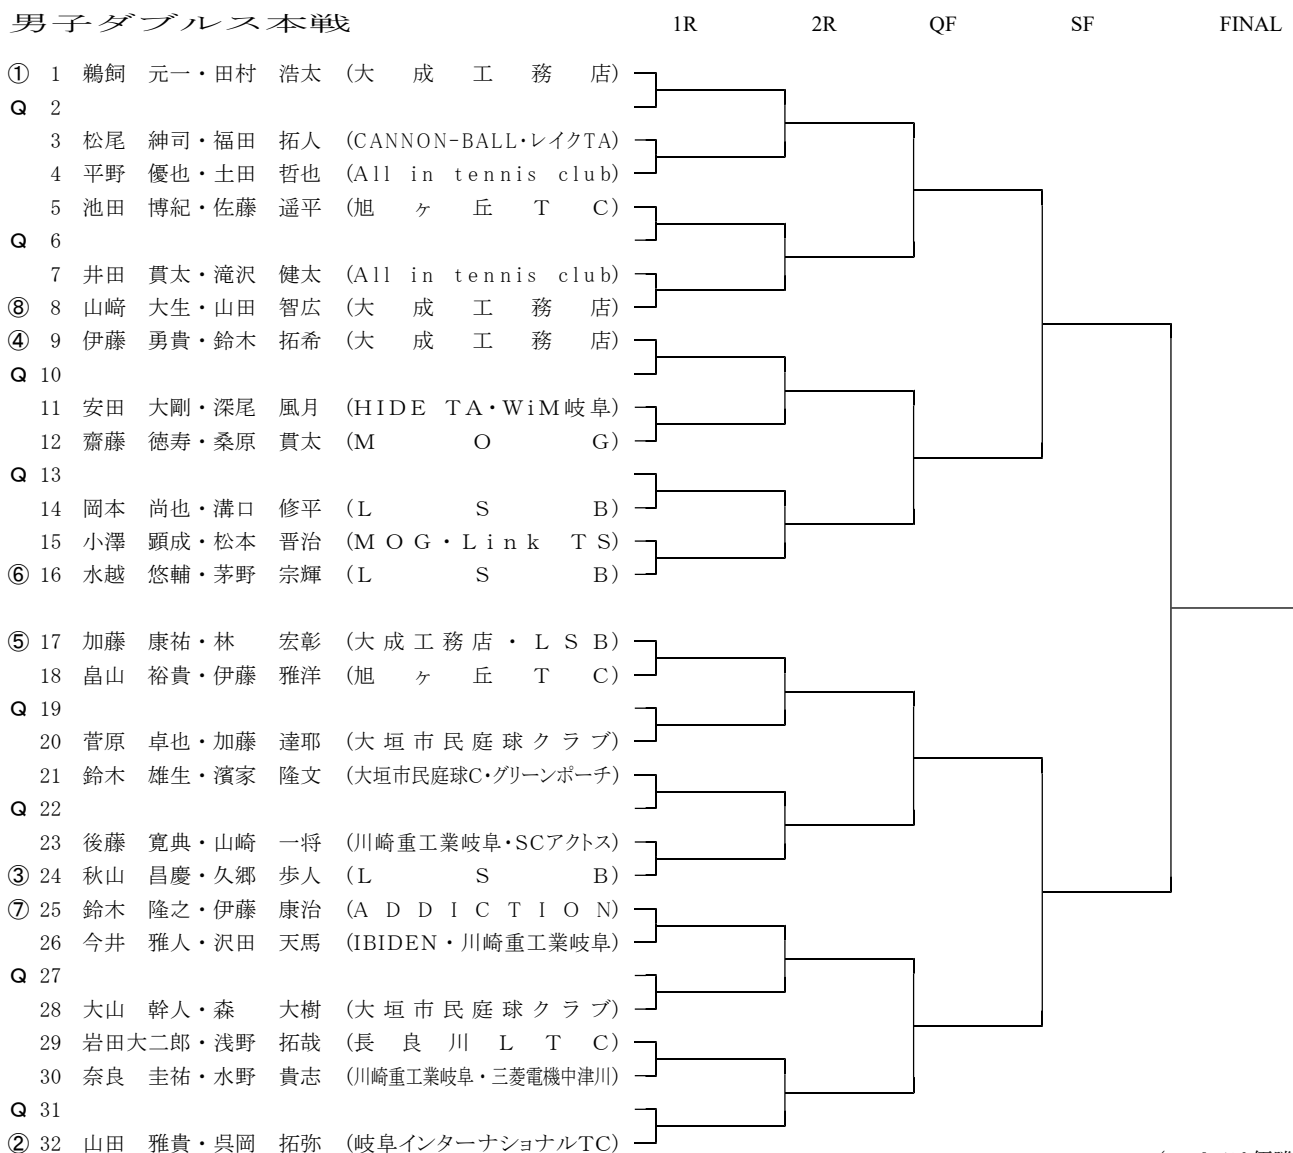 男子ダブルス本戦 1R 2R QF SF FINAL
① 1 鵜飼 元一・田村 浩太 (大成工務店)
Q 2
3 松尾 紳司・福田 拓人 (CANNON-BALL・レイクTA)
4 平野 優也・土田 哲也 (All in tennis club)
5 池田 博紀・佐藤 遥平 (旭ヶ丘TC)
Q 6
7 井田 貫太・滝沢 健太 (All in tennis club)
⑧ 8 山﨑 大生・山田 智広 (大成工務店)
④ 9 伊藤 勇貴・鈴木 拓希 (大成工務店)
Q 10
11 安田 大剛・深尾 風月 (HIDE TA・WiM岐阜)
12 齋藤 徳寿・桑原 貫太 (MOG)
Q 13
14 岡本 尚也・溝口 修平 (LSB)
15 小澤 顕成・松本 晋治 (MOG・Link TS)
⑥ 16 水越 悠輔・茅野 宗輝 (LSB)
⑤ 17 加藤 康祐・林 宏彰 (大成工務店・LSB)
18 畠山 裕貴・伊藤 雅洋 (旭ヶ丘TC)
Q 19
20 菅原 卓也・加藤 達耶 (大垣市民庭球クラブ)
21 鈴木 雄生・濱家 隆文 (大垣市民庭球C・グリーンポーチ)
Q 22
23 後藤 寛典・山崎 一将 (川崎重工業岐阜・SCアクトス)
③ 24 秋山 昌慶・久郷 歩人 (LSB)
⑦ 25 鈴木 隆之・伊藤 康治 (ADDICTION)
26 今井 雅人・沢田 天馬 (IBIDEN・川崎重工業岐阜)
Q 27
28 大山 幹人・森 大樹 (大垣市民庭球クラブ)
29 岩田大二郎・浅野 拓哉 (長良川LTC)
30 奈良 圭祐・水野 貴志 (川崎重工業岐阜・三菱電機中津川)
Q 31
② 32 山田 雅貴・呉岡 拓弥 (岐阜インターナショナルTC)